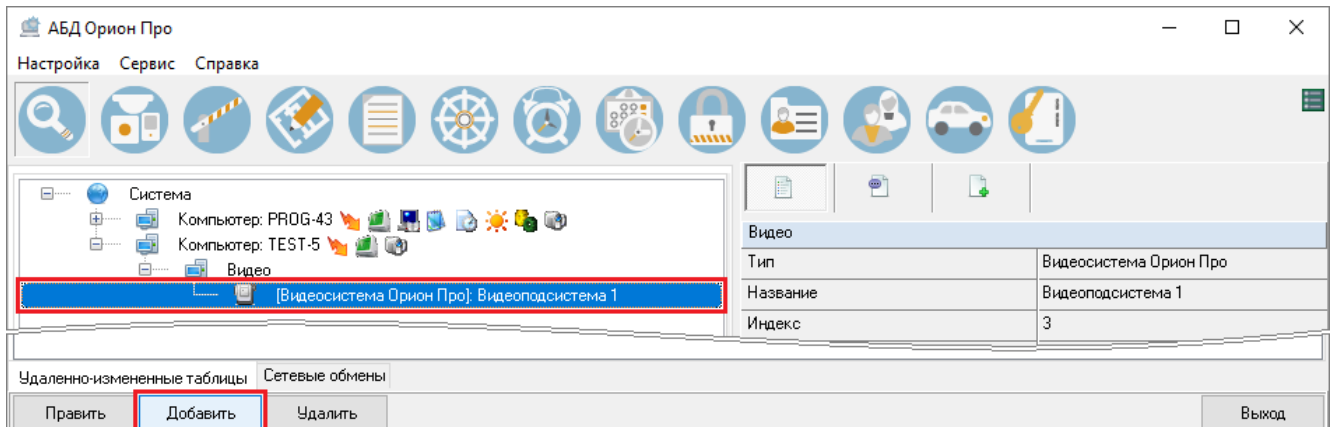 АБД Орион Про
Настройка Сервис Справка
Система
Компьютер: PROG-43
Компьютер: TEST-5
Видео
[Видеосистема Орион Про]: Видеоподсистема 1
Видео
Тип Видеосистема Орион Про
Название Видеоподсистема 1
Индекс 3
Удаленно-измененные таблицы Сетевые обмены
Править Добавить Удалить Выход